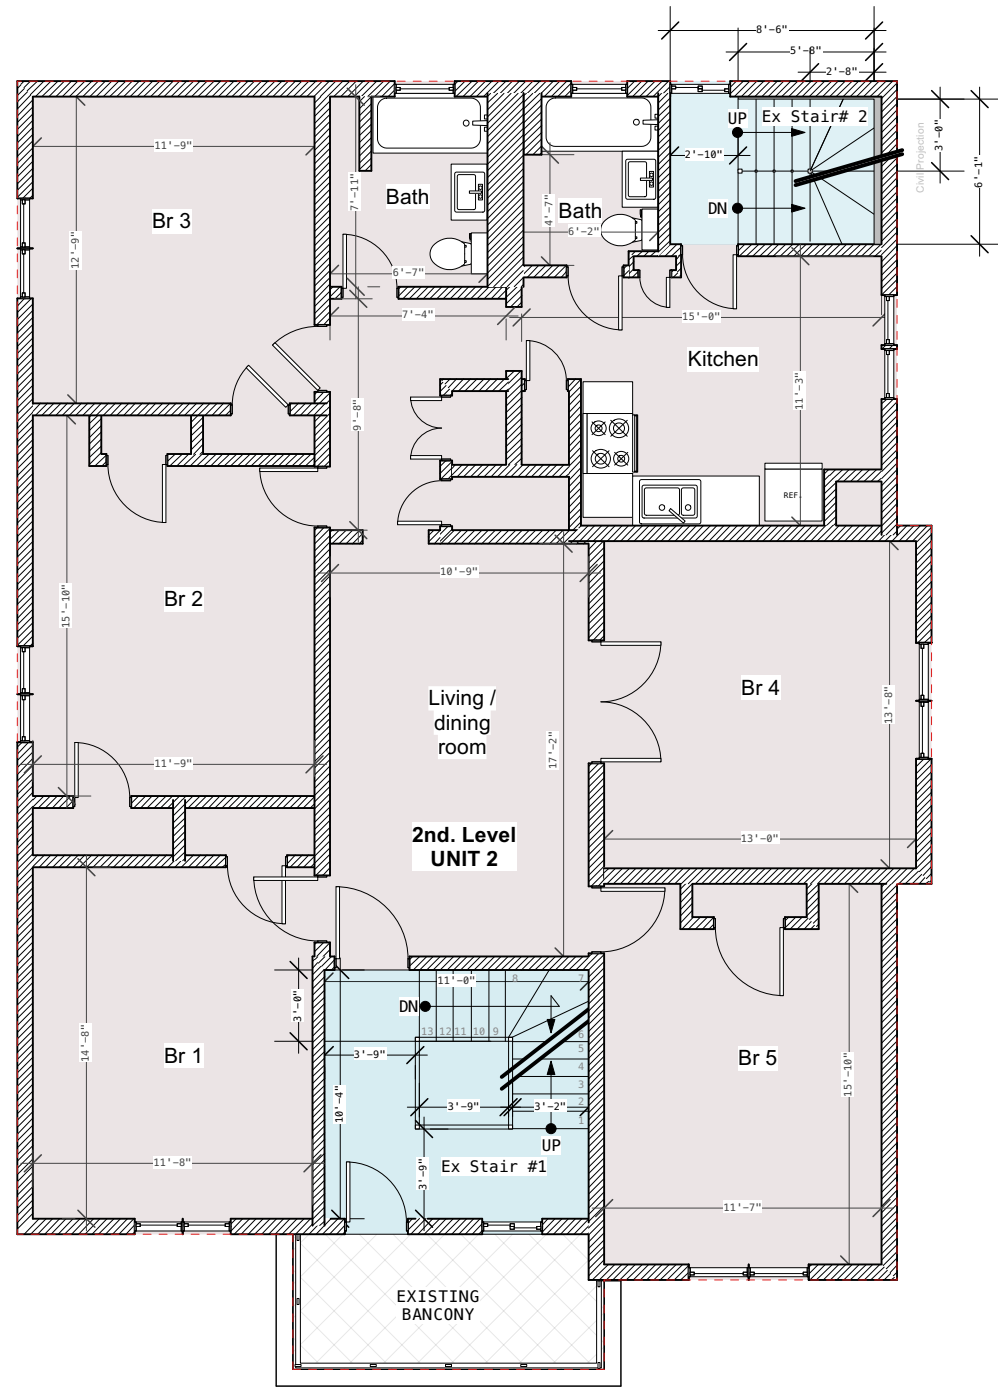 8'-6"
5'-8"
2'-8"
UP
Ex Stair# 2
3'-0"
6'-1"
Civil Projection
11'-9"
2'-10"
7'-11"
Bath
4'-7"
Bath
DN
Br 3
6'-2"
12'-9"
6'-7"
7'-4"
15'-0"
Kitchen
11'-3"
9'-8"
REF.
10'-9"
15'-10"
Br 2
Living /
dining
room
Br 4
13'-8"
17'-2"
11'-9"
2nd. Level
UNIT 2
13'-0"
11'-0"
8
7
3'-0"
DN
13 12 11 10 9
6
14'-8"
Br 1
3'-9"
5
4
Br 5
15'-10"
3
10'-4"
3'-9"
3'-2"
2
1
UP
11'-8"
3'-9"
Ex Stair #1
11'-7"
EXISTING
BANCONY